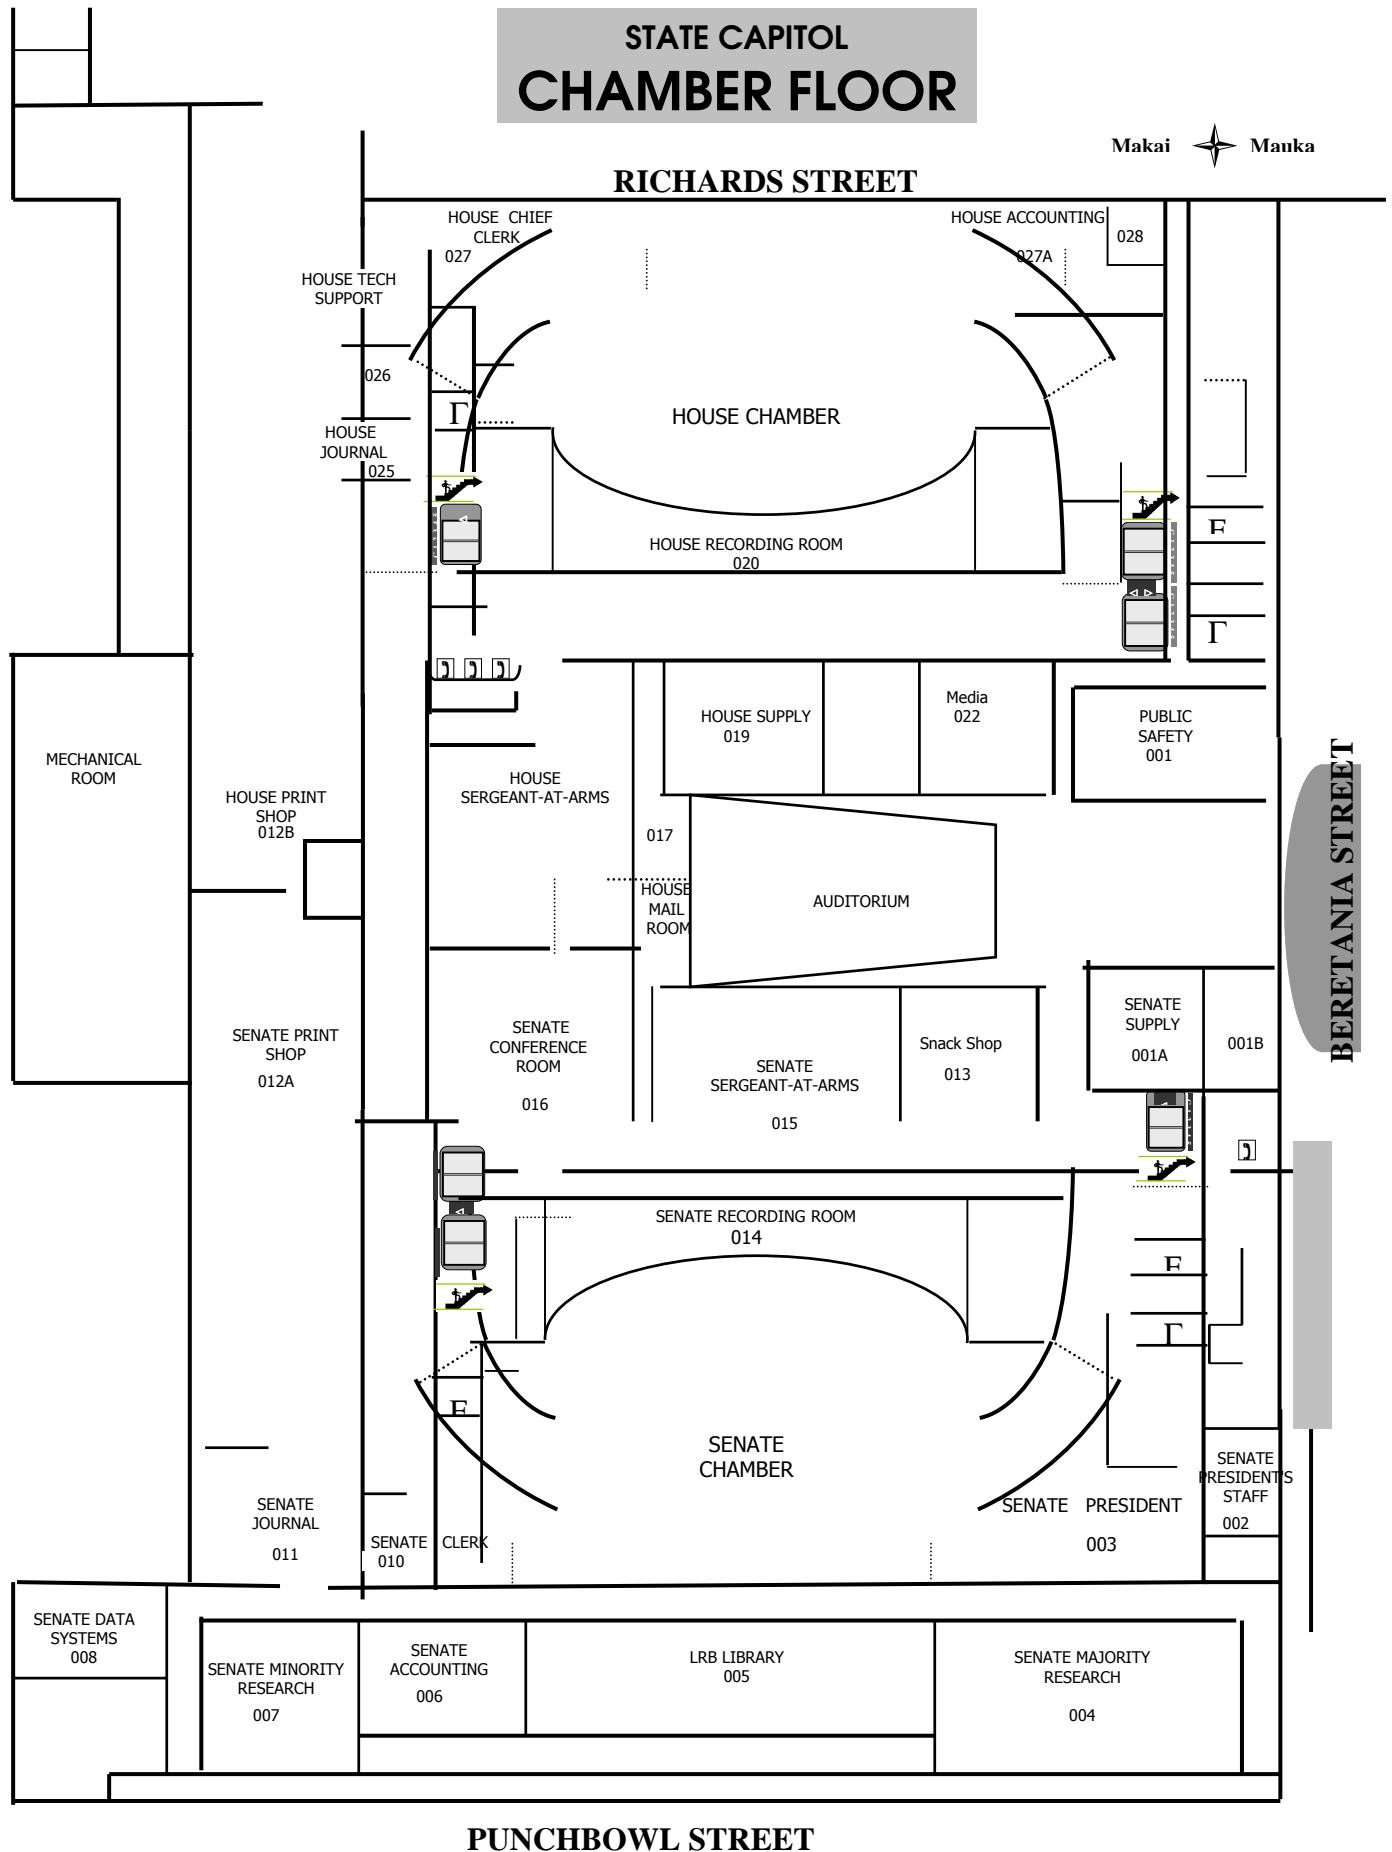 STATE CAPITOL
CHAMBER FLOOR
Makai
Mauka
RICHARDS STREET
HOUSE CHIEF
CLERK
027
HOUSE ACCOUNTING
027A
028
HOUSE TECH
SUPPORT
026
HOUSE
JOURNAL
025
HOUSE CHAMBER
HOUSE RECORDING ROOM
020
HOUSE SUPPLY
019
Media
022
PUBLIC
SAFETY
001
MECHANICAL
ROOM
HOUSE PRINT
SHOP
012B
HOUSE
SERGEANT-AT-ARMS
017
HOUSE
MAIL
ROOM
AUDITORIUM
BERETANIA STREET
SENATE PRINT
SHOP
012A
SENATE
CONFERENCE
ROOM
016
SENATE
SERGEANT-AT-ARMS
015
Snack Shop
013
SENATE
SUPPLY
001A
001B
SENATE RECORDING ROOM
014
SENATE
CHAMBER
SENATE PRESIDENT
003
SENATE
PRESIDENT'S
STAFF
002
SENATE
JOURNAL
011
SENATE CLERK
010
SENATE DATA
SYSTEMS
008
SENATE MINORITY
RESEARCH
007
SENATE
ACCOUNTING
006
LRB LIBRARY
005
SENATE MAJORITY
RESEARCH
004
PUNCHBOWL STREET